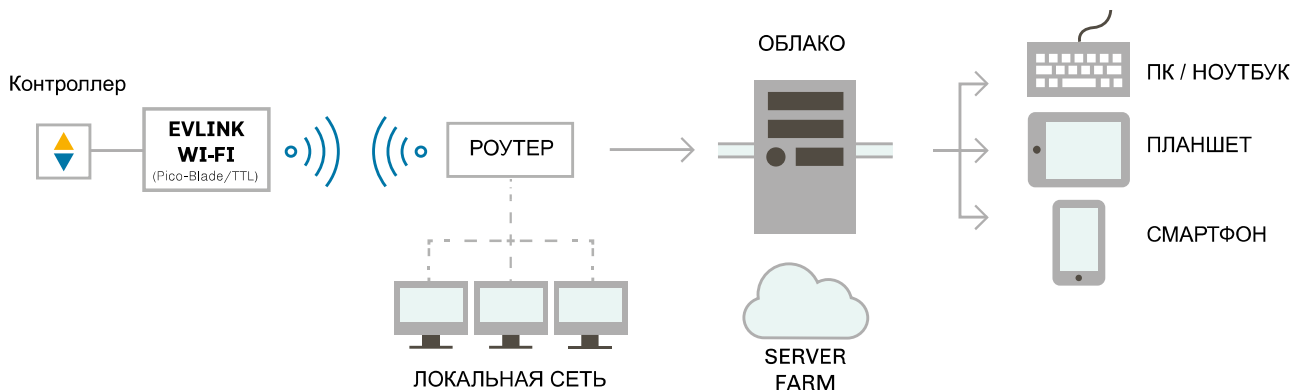 Контроллер
EVLINK
WI-FI
(Pico-Blade/TTL)
РОУТЕР
ЛОКАЛЬНАЯ СЕТЬ
ОБЛАКО
SERVER
FARM
ПК / НОУТБУК
ПЛАНШЕТ
СМАРТФОН